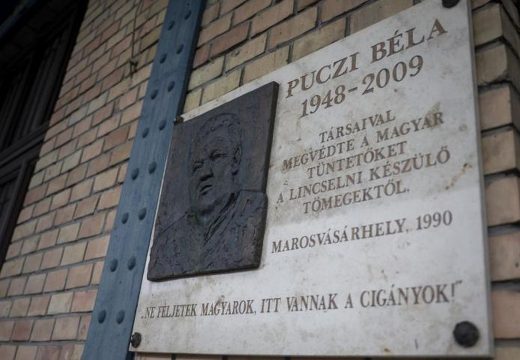 PUCZI BÉLA
1948-2009
TÁRSAIVAL
MEGVÉDTE A MAGYAR
TÜNTETŐKET
A LINCSELNI KÉSZÜLŐ
TÖMEGEKTŐL.
MAROSVÁSÁRHELY, 1990
„NE FÉLJETEK MAGYAROK, ITT VANNAK A CIGÁNYOK!"